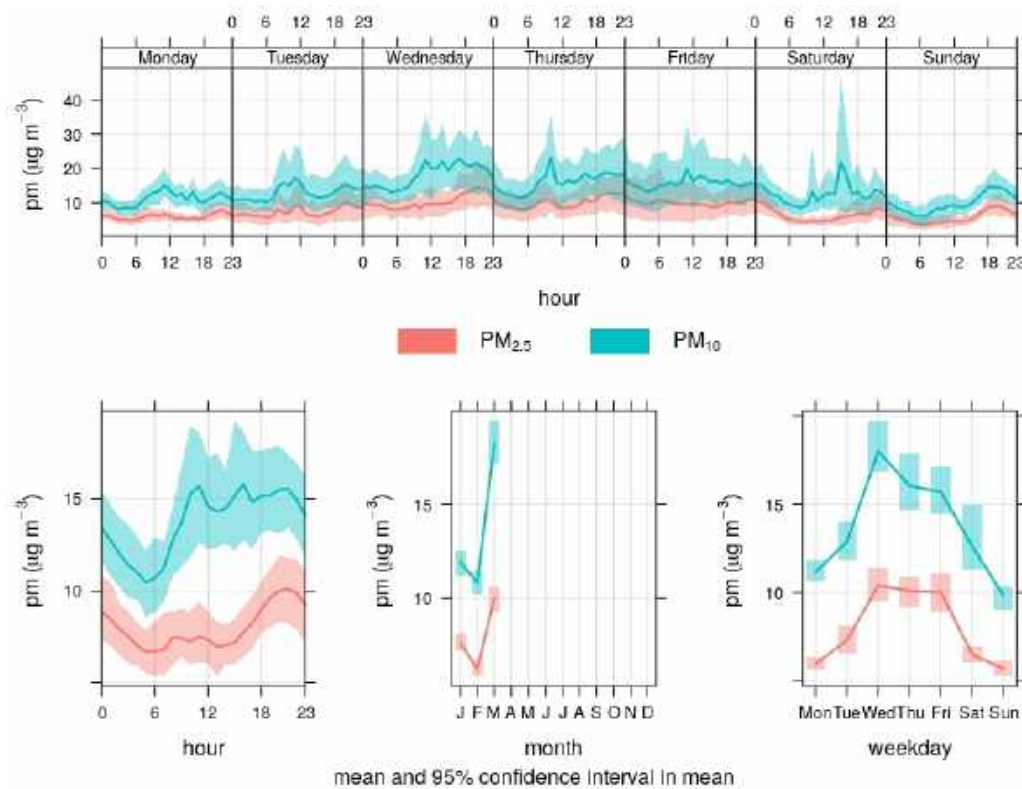 0 6 12 18 23 0 6 12 18 23 0 6 12 18 23
Monday Tuesday Wednesday Thursday Friday Saturday Sunday
pm (μg m⁻³)
40
30
20
10
0 6 12 18 23 0 6 12 18 23 0 6 12 18 23 0 6 12 18 23
hour
PM₂.₅ PM₁₀
pm (μg m⁻³)
15
10
0 6 12 18 23
hour
pm (μg m⁻³)
15
10
J F M A M J J A S O N D
month
pm (μg m⁻³)
15
10
Mon Tue Wed Thu Fri Sat Sun
weekday
mean and 95% confidence interval in mean